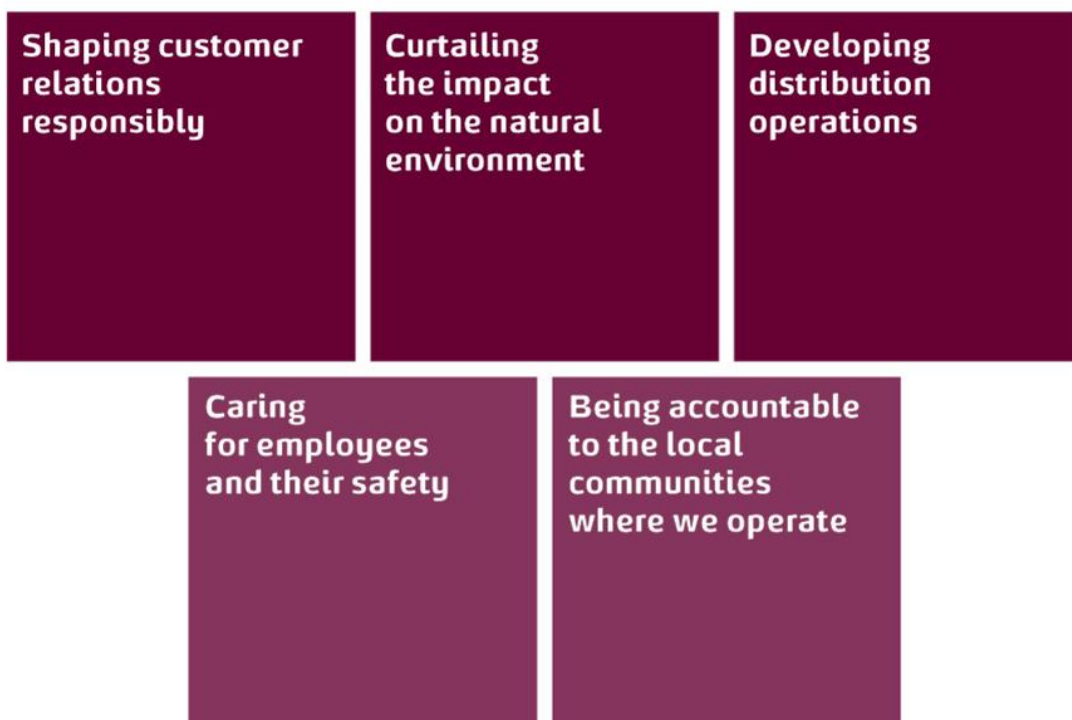 Shaping customer
relations
responsibly
Curtailing
the impact
on the natural
environment
Developing
distribution
operations
Caring
for employees
and their safety
Being accountable
to the local
communities
where we operate